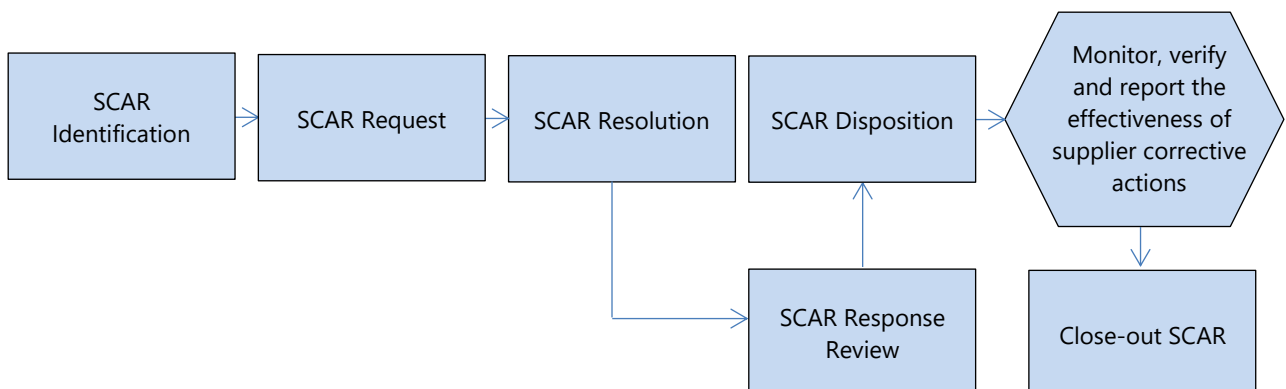 SCAR
Identification
SCAR Request
SCAR Resolution
SCAR Response
Review
SCAR Disposition
Monitor, verify
and report the
effectiveness of
supplier corrective
actions
Close-out SCAR